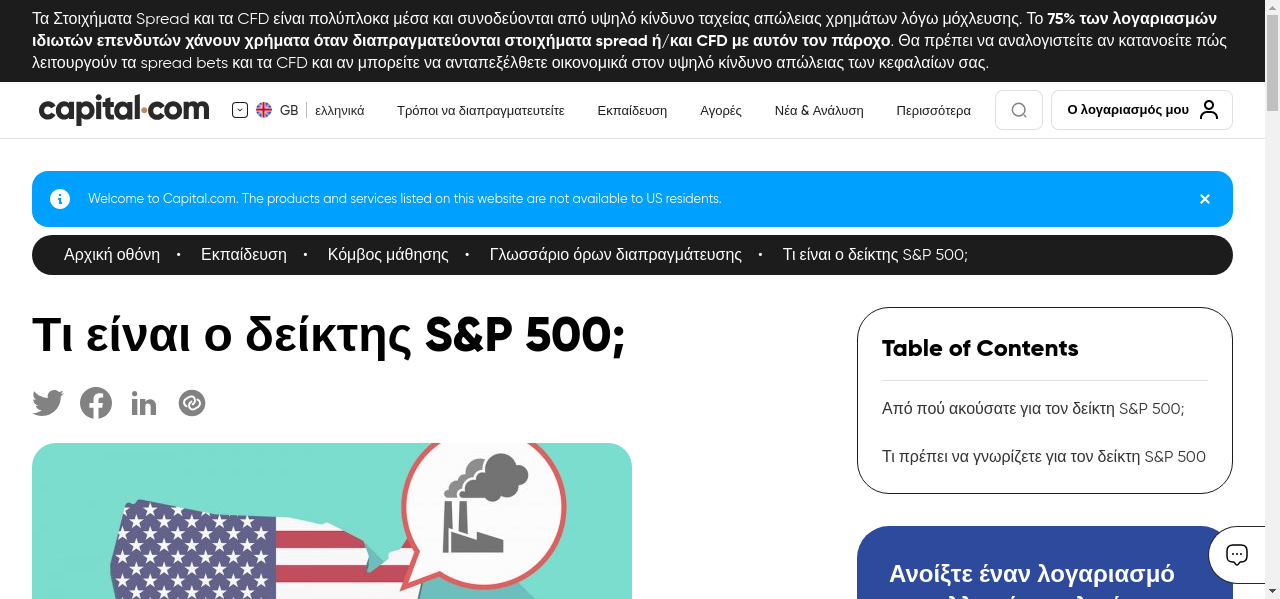 Τα Στοιχήματα Spread και τα CFD είναι πολύπλοκα μέσα και συνοδεύονται από υψηλό κίνδυνο ταχείας απώλειας χρημάτων λόγω μόχλευσης. Το 75% των λογαριασμών
ιδιωτών επενδυτών χάνουν χρήματα όταν διαπραγματεύονται στοιχήματα spread ή/και CFD με αυτόν τον πάροχο. Θα πρέπει να αναλογιστείτε αν κατανοείτε πώς
λειτουργούν τα spread bets και τα CFD και αν μπορείτε να ανταπεξέλθετε οικονομικά στον υψηλό κίνδυνο απώλειας των κεφαλαίων σας.
capital.com GB ελληνικά Τρόποι να διαπραγματευτείτε Εκπαίδευση Αγορές Νέα & Ανάλυση Περισσότερα Ο λογαριασμός μου
Welcome to Capital.com. The products and services listed on this website are not available to US residents.
Αρχική οθόνη • Εκπαίδευση • Κόμβος μάθησης • Γλωσσάριο όρων διαπραγμάτευσης • Τι είναι ο δείκτης S&P 500;
Τι είναι ο δείκτης S&P 500;
Table of Contents
Από πού ακούσατε για τον δείκτη S&P 500;
Τι πρέπει να γνωρίζετε για τον δείκτη S&P 500
Ανοίξτε έναν λογαριασμό